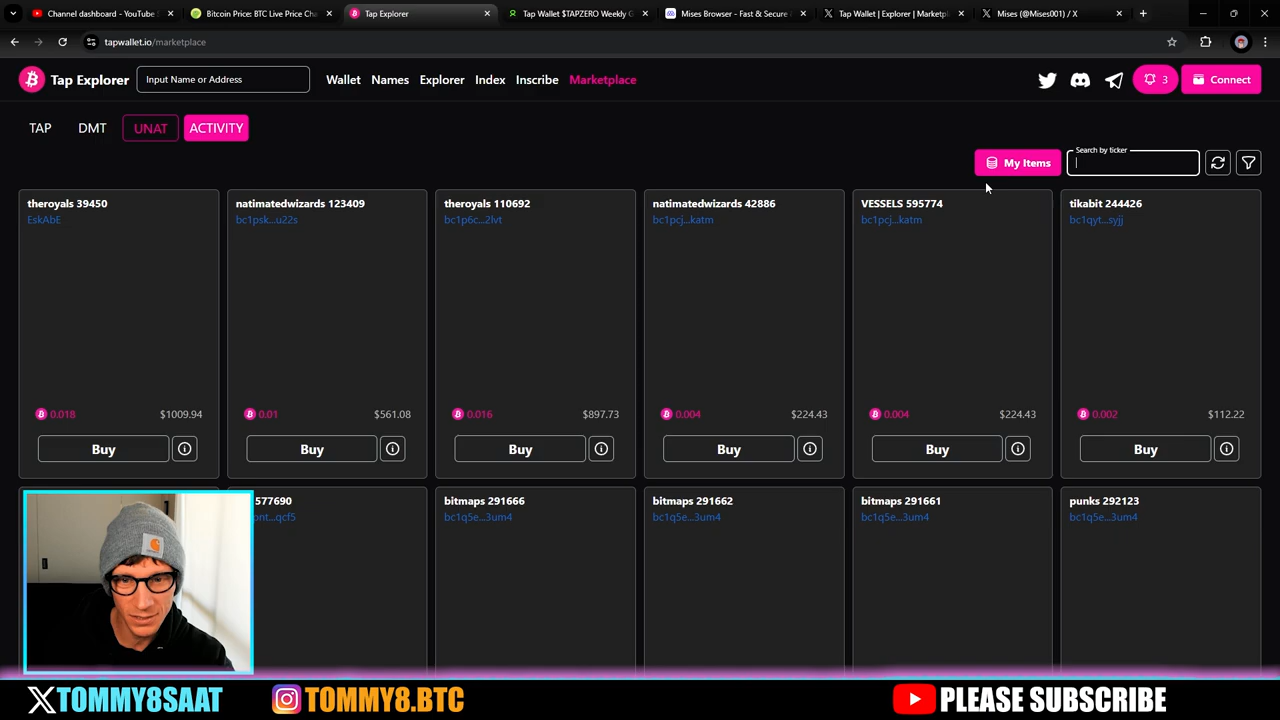 Channel dashboard - YouTube S
Bitcoin Price: BTC Live Price Cha
Tap Explorer
Tap Wallet $TAPZERO Weekly G
Mises Browser - Fast & Secure
Tap Wallet | Explorer | Marketpl
Mises (@Mises001) / X
tapwallet.io/marketplace
Tap Explorer
Input Name or Address
Wallet
Names
Explorer
Index
Inscribe
Marketplace
3
Connect
TAP
DMT
UNAT
ACTIVITY
My Items
Search by ticker
theroyals 39450
EskAbE
0.018
$1009.94
Buy
natimatedwizards 123409
bc1psk...u22s
0.01
$561.08
Buy
theroyals 110692
bc1p6c...2lvt
0.016
$897.73
Buy
natimatedwizards 42886
bc1pcj...katm
0.004
$224.43
Buy
VESSELS 595774
bc1pcj...katm
0.004
$224.43
Buy
tikabit 244426
bc1qyt...syjj
0.002
$112.22
Buy
577690
nt...qcf5
bitmaps 291666
bc1q5e...3um4
bitmaps 291662
bc1q5e...3um4
bitmaps 291661
bc1q5e...3um4
punks 292123
bc1q5e...3um4
TOMMY8SAAT
TOMMY8.BTC
PLEASE SUBSCRIBE